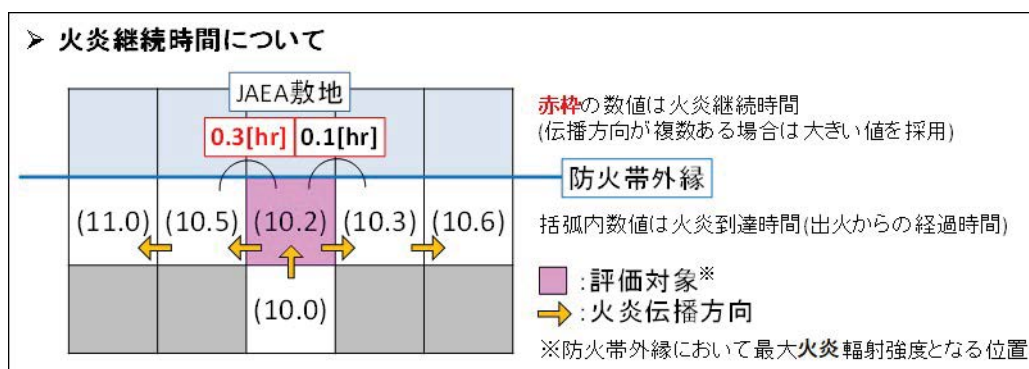 ➤ 火炎継続時間について
JAEA敷地
0.3[hr] 0.1[hr]
赤枠の数値は火炎継続時間
(伝播方向が複数ある場合は大きい値を採用)
防火帯外縁
(11.0) (10.5) (10.2) (10.3) (10.6)
括弧内数値は火炎到達時間(出火からの経過時間)
(10.0)
:評価対象※
:火炎伝播方向
※防火帯外縁において最大火炎輻射強度となる位置